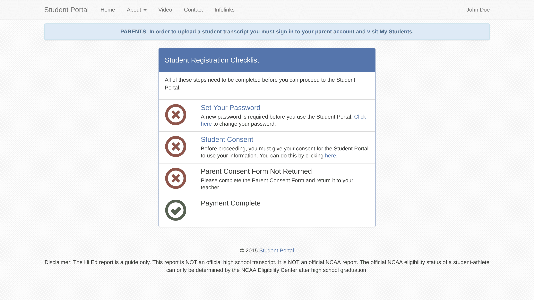 Student Portal
Home About Video Contact Infolinks John Doe
PARENTS: In order to upload a student transcript you must sign in to your parent account and visit My Students.
Student Registration Checklist
All of these steps need to be completed before you can proceed to the Student
Portal.
Set Your Password
A new password is required before you use the Student Portal. Click
here to change your password.
Student Consent
Before proceeding, you must give your consent for the Student Portal
to use your information. You can do this by clicking here.
Parent Consent Form Not Returned
Please complete the Parent Consent Form and return it to your
teacher.
Payment Complete
© 2015 Student Portal
Disclaimer: The report is a guide only. This report is NOT an official high school transcript. It is NOT an official NCAA report. The official NCAA eligibility status of a student-athlete
can only be determined by the NCAA Eligibility Center after high school graduation.